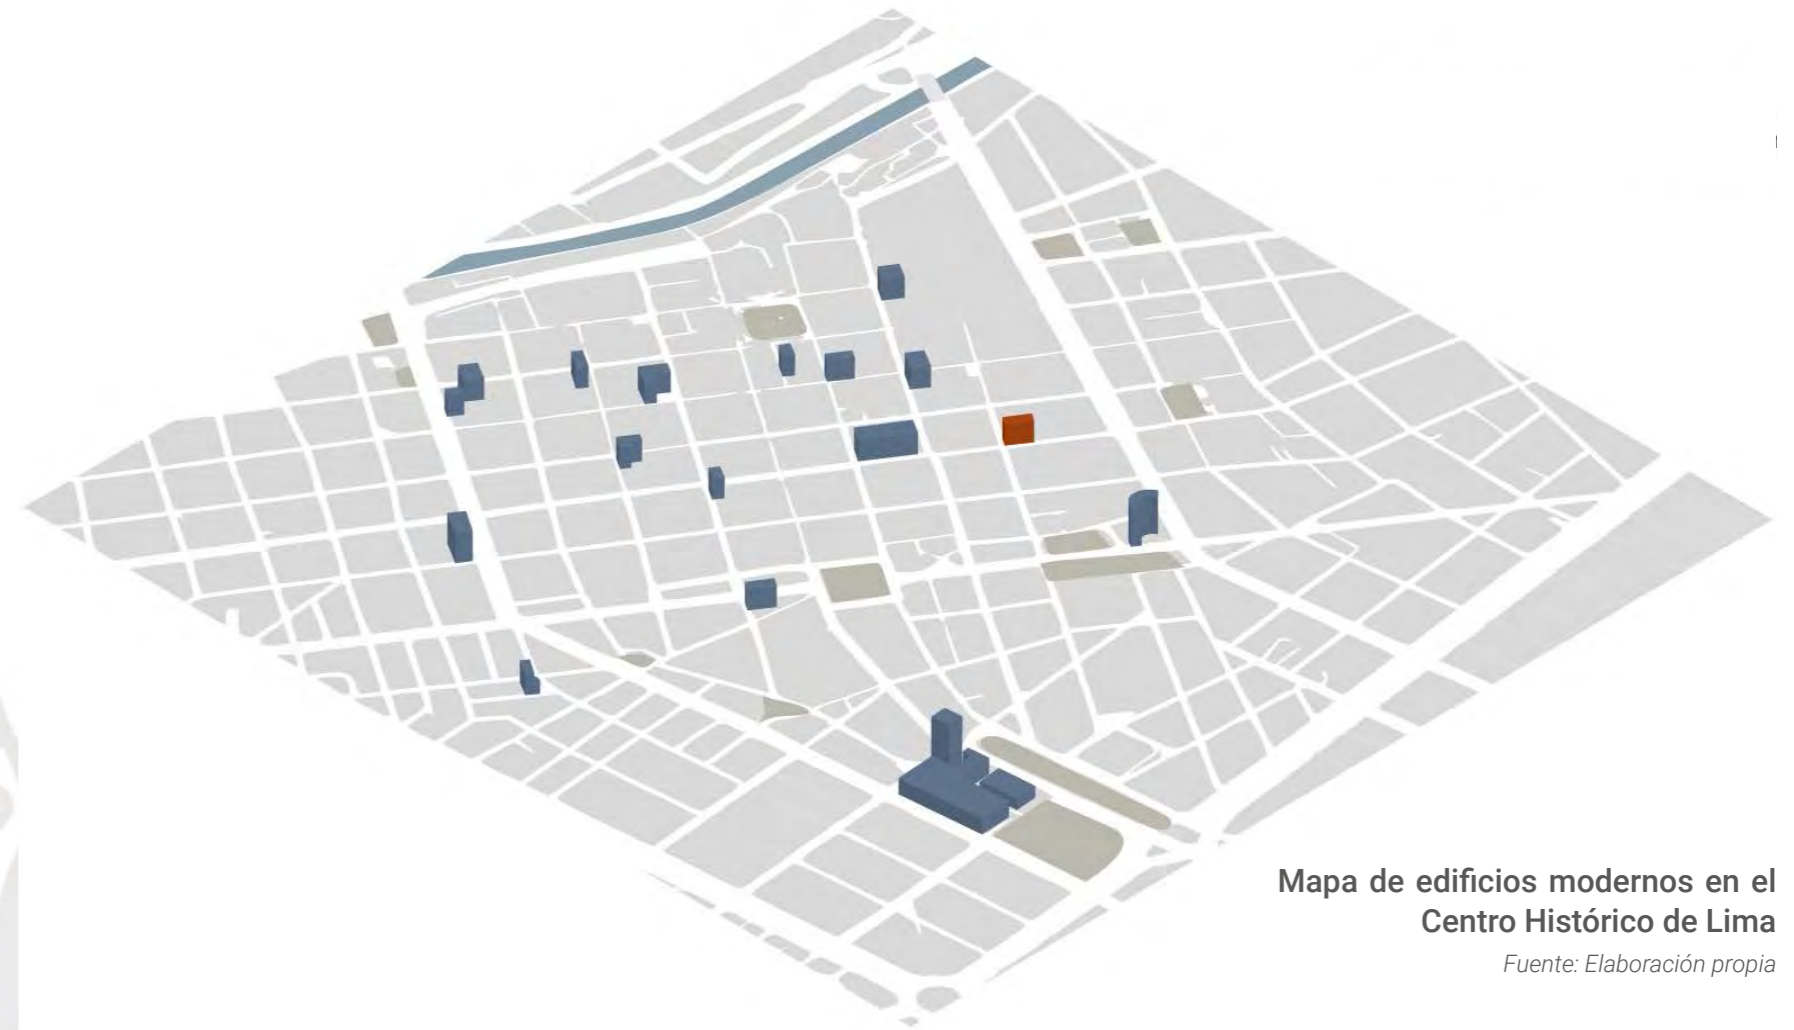 Mapa de edificios modernos en el
Centro Histórico de Lima
Fuente: Elaboración propia